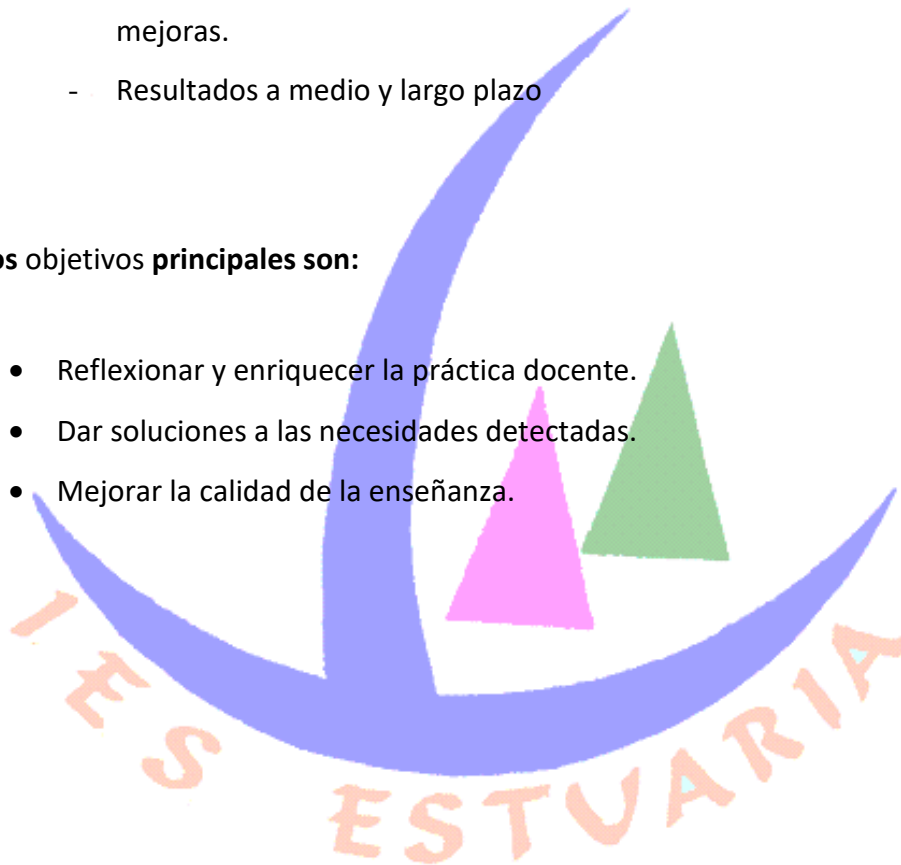 mejoras.
- Resultados a medio y largo plazo
os objetivos principales son:
• Reflexionar y enriquecer la práctica docente.
• Dar soluciones a las necesidades detectadas.
• Mejorar la calidad de la enseñanza.
IES ESTUARIA